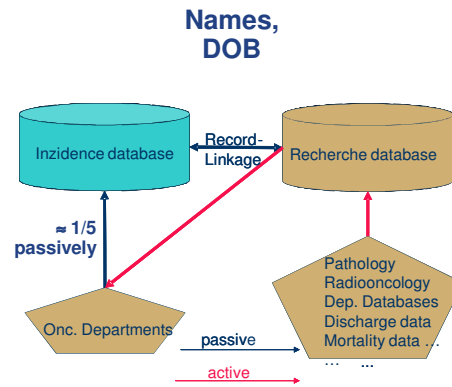 Names,
DOB
Inzidence database
Record-
Linkage
Recherche database
≈ 1/5
passively
Onc. Departments
Pathology
Radiooncology
Dep. Databases
Discharge data
Mortality data …
… ...
passive
active